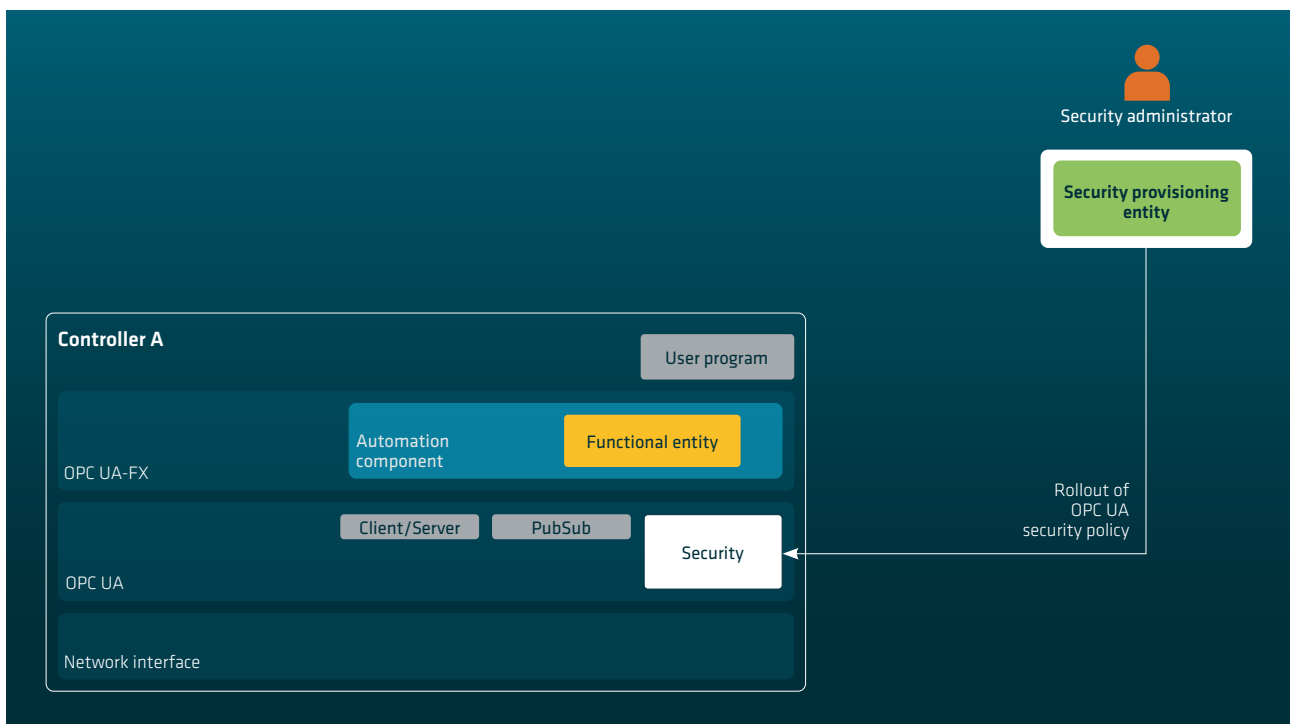 Security administrator
Security provisioning
entity
Controller A
User program
Automation
component
Functional entity
OPC UA-FX
Rollout of
OPC UA
security policy
Client/Server
PubSub
Security
OPC UA
Network interface